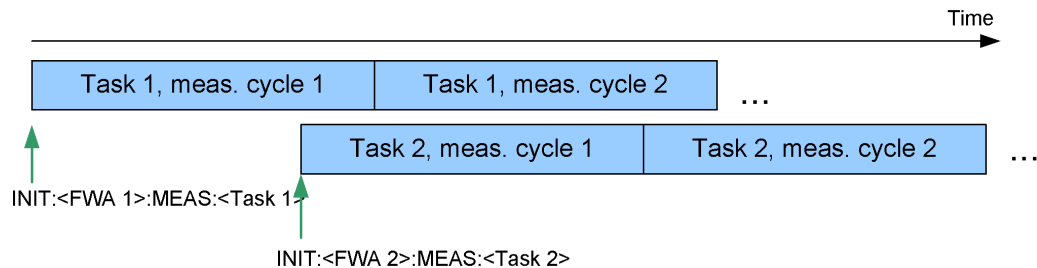 Time
Task 1, meas. cycle 1
Task 1, meas. cycle 2
...
Task 2, meas. cycle 1
Task 2, meas. cycle 2
...
INIT:<FWA 1>:MEAS:<Task 1>
INIT:<FWA 2>:MEAS:<Task 2>